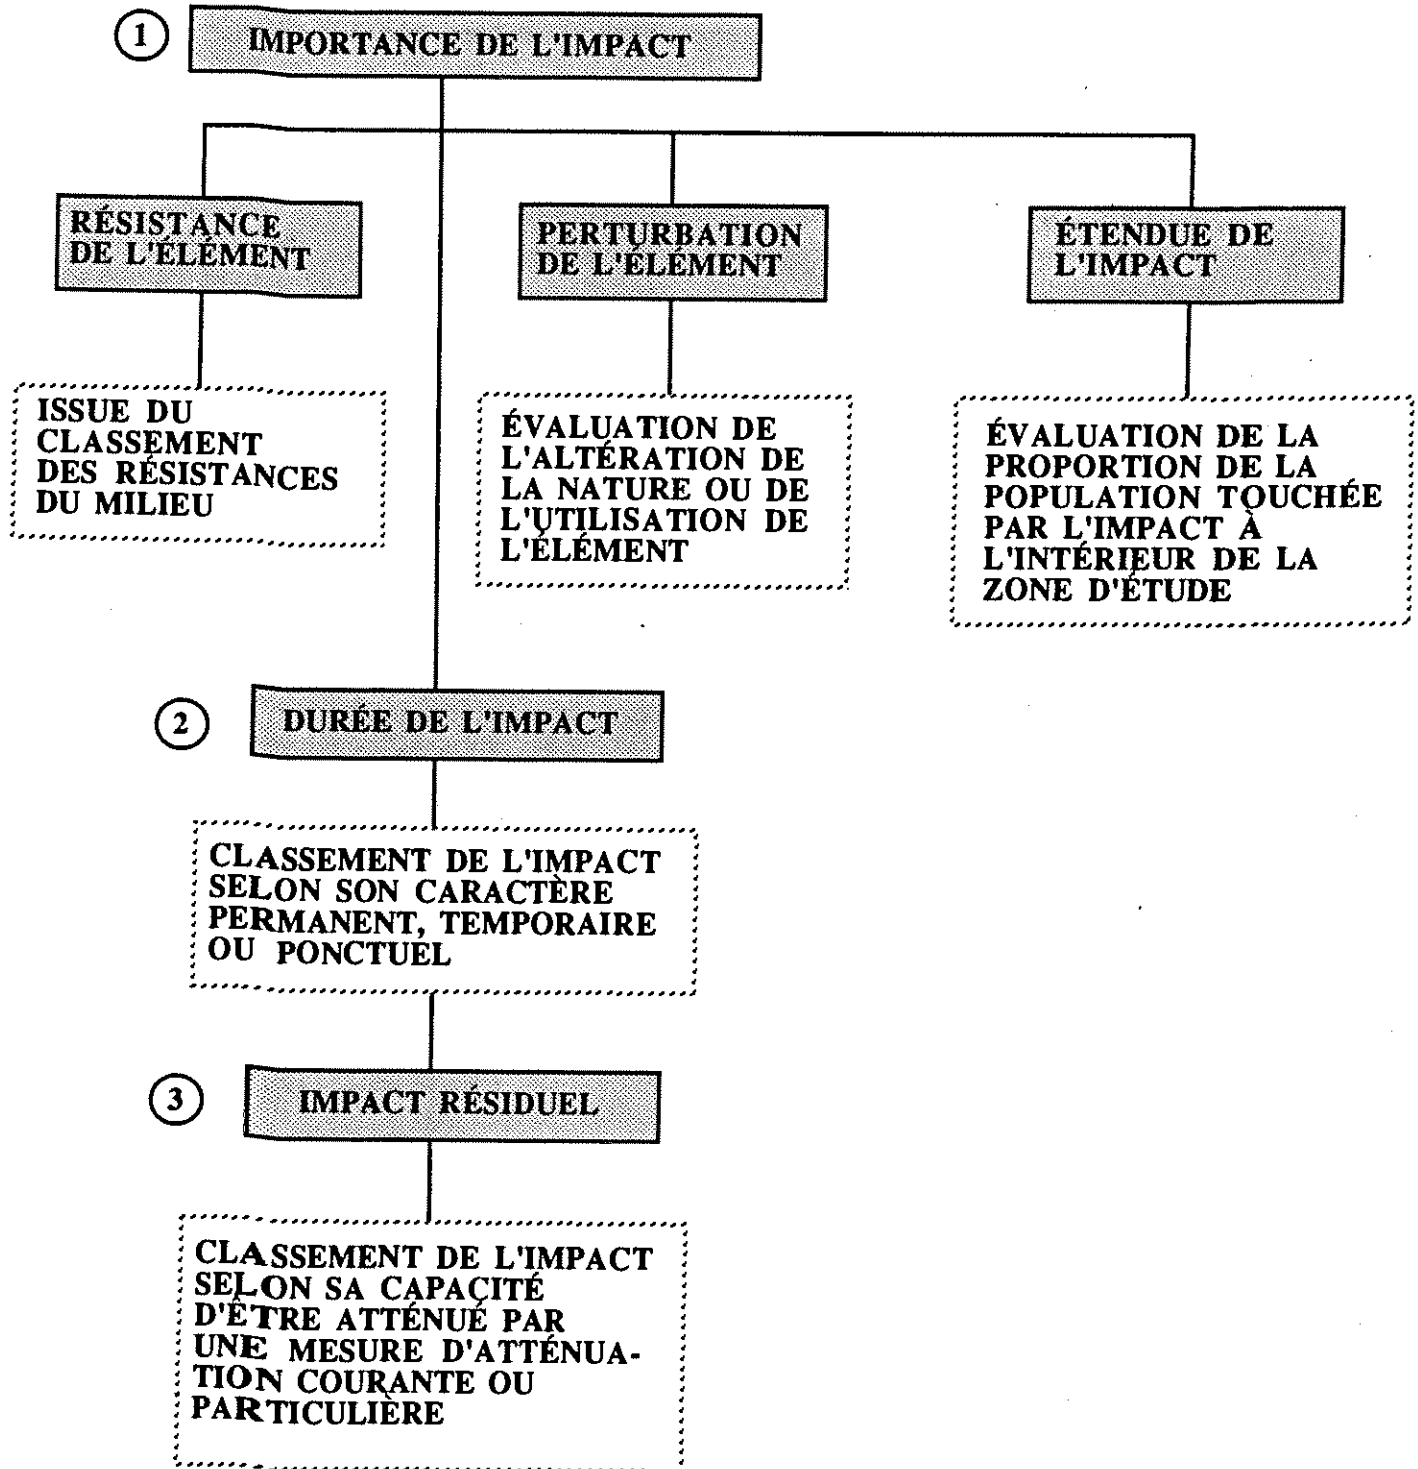 1
IMPORTANCE DE L'IMPACT
RÉSISTANCE
DE L'ÉLÉMENT
PERTURBATION
DE L'ÉLÉMENT
ÉTENDUE DE
L'IMPACT
ISSUE DU
CLASSEMENT
DES RÉSISTANCES
DU MILIEU
ÉVALUATION DE
L'ALTÉRATION DE
LA NATURE OU DE
L'UTILISATION DE
L'ÉLÉMENT
ÉVALUATION DE LA
PROPORTION DE LA
POPULATION TOUCHÉE
PAR L'IMPACT À
L'INTÉRIEUR DE LA
ZONE D'ÉTUDE
2
DURÉE DE L'IMPACT
CLASSEMENT DE L'IMPACT
SELON SON CARACTÈRE
PERMANENT, TEMPORAIRE
OU PONCTUEL
3
IMPACT RÉSIDUEL
CLASSEMENT DE L'IMPACT
SELON SA CAPACITÉ
D'ÊTRE ATTÉNUÉ PAR
UNE MESURE D'ATTÉNUA-
TION COURANTE OU
PARTICULIÈRE